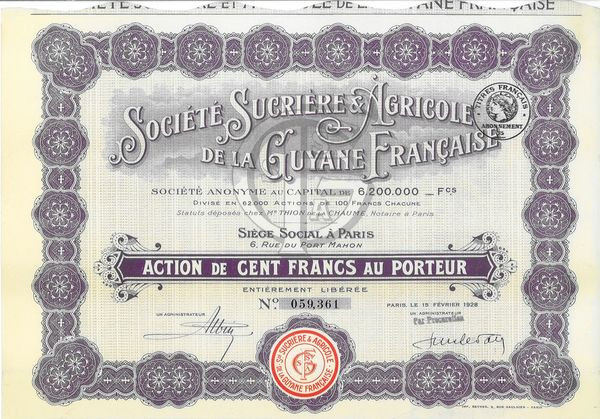 SOCIÉTÉ SUCRIÈRE & AGRICOLE
DE LA GUYANE FRANÇAISE
TITRES FRANÇAIS
ABONNEMENT
SOCIÉTÉ ANONYME AU CAPITAL DE 6.200.000 FCS
DIVISÉ EN 62.000 ACTIONS DE 100 FRANCS CHACUNE
Statuts déposés chez Me THION DE LA CHAUME, Notaire à Paris
SIÈGE SOCIAL À PARIS
6, RUE DU PORT MAHON
ACTION DE CENT FRANCS AU PORTEUR
ENTIÈREMENT LIBÉRÉE
No. 059,361
PARIS, LE 15 FÉVRIER 1928
UN ADMINISTRATEUR
UN ADMINISTRATEUR
Par Procuration
Sté SUCRIÈRE & AGRICOLE
DE LA GUYANE FRANÇAISE